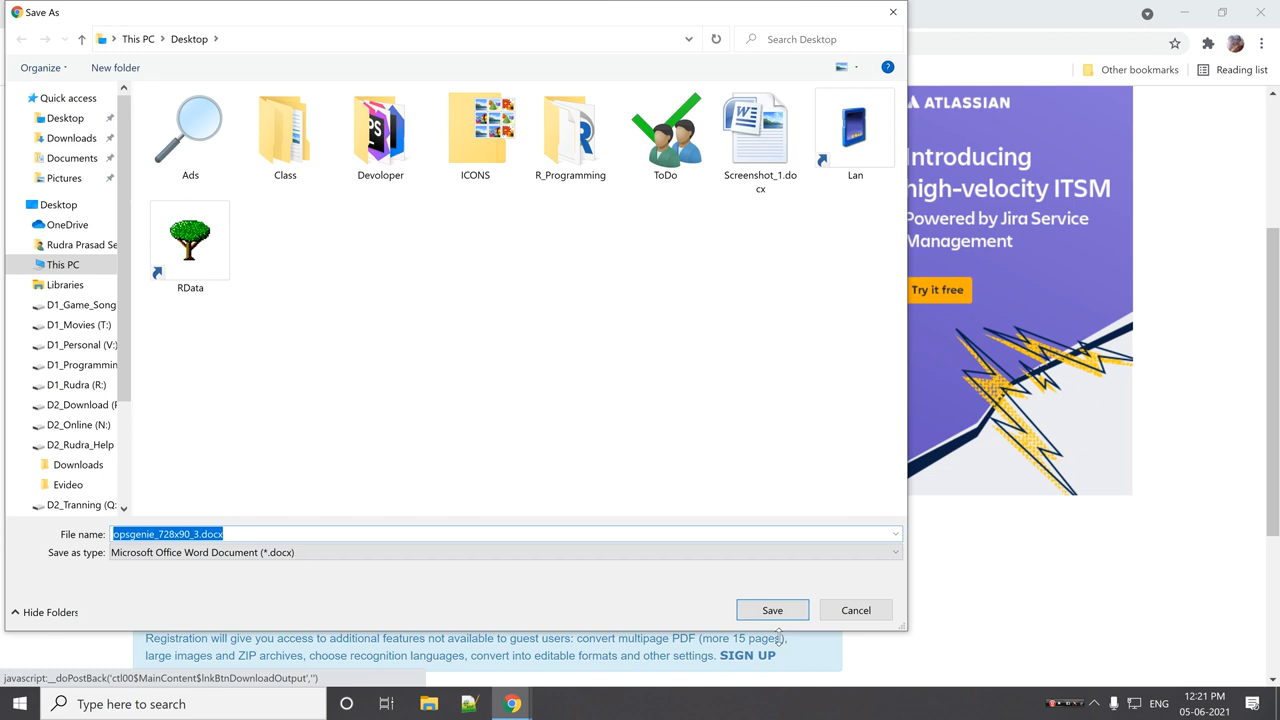 Save As
This PC
Desktop
Search Desktop
Organize
New folder
Other bookmarks
Reading list
Quick access
Desktop
Downloads
Documents
Pictures
Desktop
OneDrive
Rudra Prasad Se
This PC
Libraries
D1_Game_Song
D1_Movies (T:)
D1_Personal (V:)
D1_Programmin
D1_Rudra (R:)
D2_Download (
D2_Online (N:)
D2_Rudra_Help
Downloads
Evideo
D2_Tranning (Q:
Ads
Class
Developer
ICONS
R_Programming
ToDo
Screenshot_1.do
cx
Lan
RData
ATLASSIAN
Introducing
high-velocity ITSM
Powered by Jira Service
Management
Try it free
File name:
opsgenie_728x90_3.docx
Save as type:
Microsoft Office Word Document (*.docx)
Hide Folders
Save
Cancel
Registration will give you access to additional features not available to guest users: convert multipage PDF (more 15 pages),
large images and ZIP archives, choose recognition languages, convert into editable formats and other settings. SIGN UP
javascript:__doPostBack('ctl00$MainContent$lnkBtnDownloadOutput','')
Type here to search
ENG
12:21 PM
05-06-2021